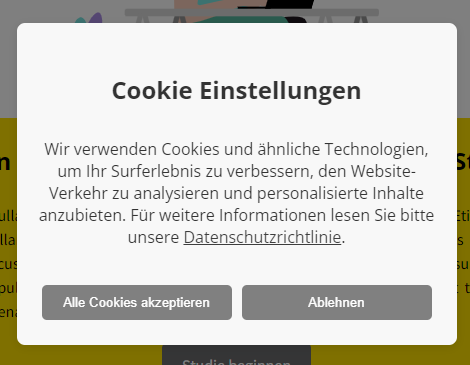 Cookie Einstellungen
Wir verwenden Cookies und ähnliche Technologien,
um Ihr Surferlebnis zu verbessern, den Website-
Verkehr zu analysieren und personalisierte Inhalte
anzubieten. Für weitere Informationen lesen Sie bitte
unsere Datenschutzrichtlinie.
Alle Cookies akzeptieren
Ablehnen
Studie beginnen